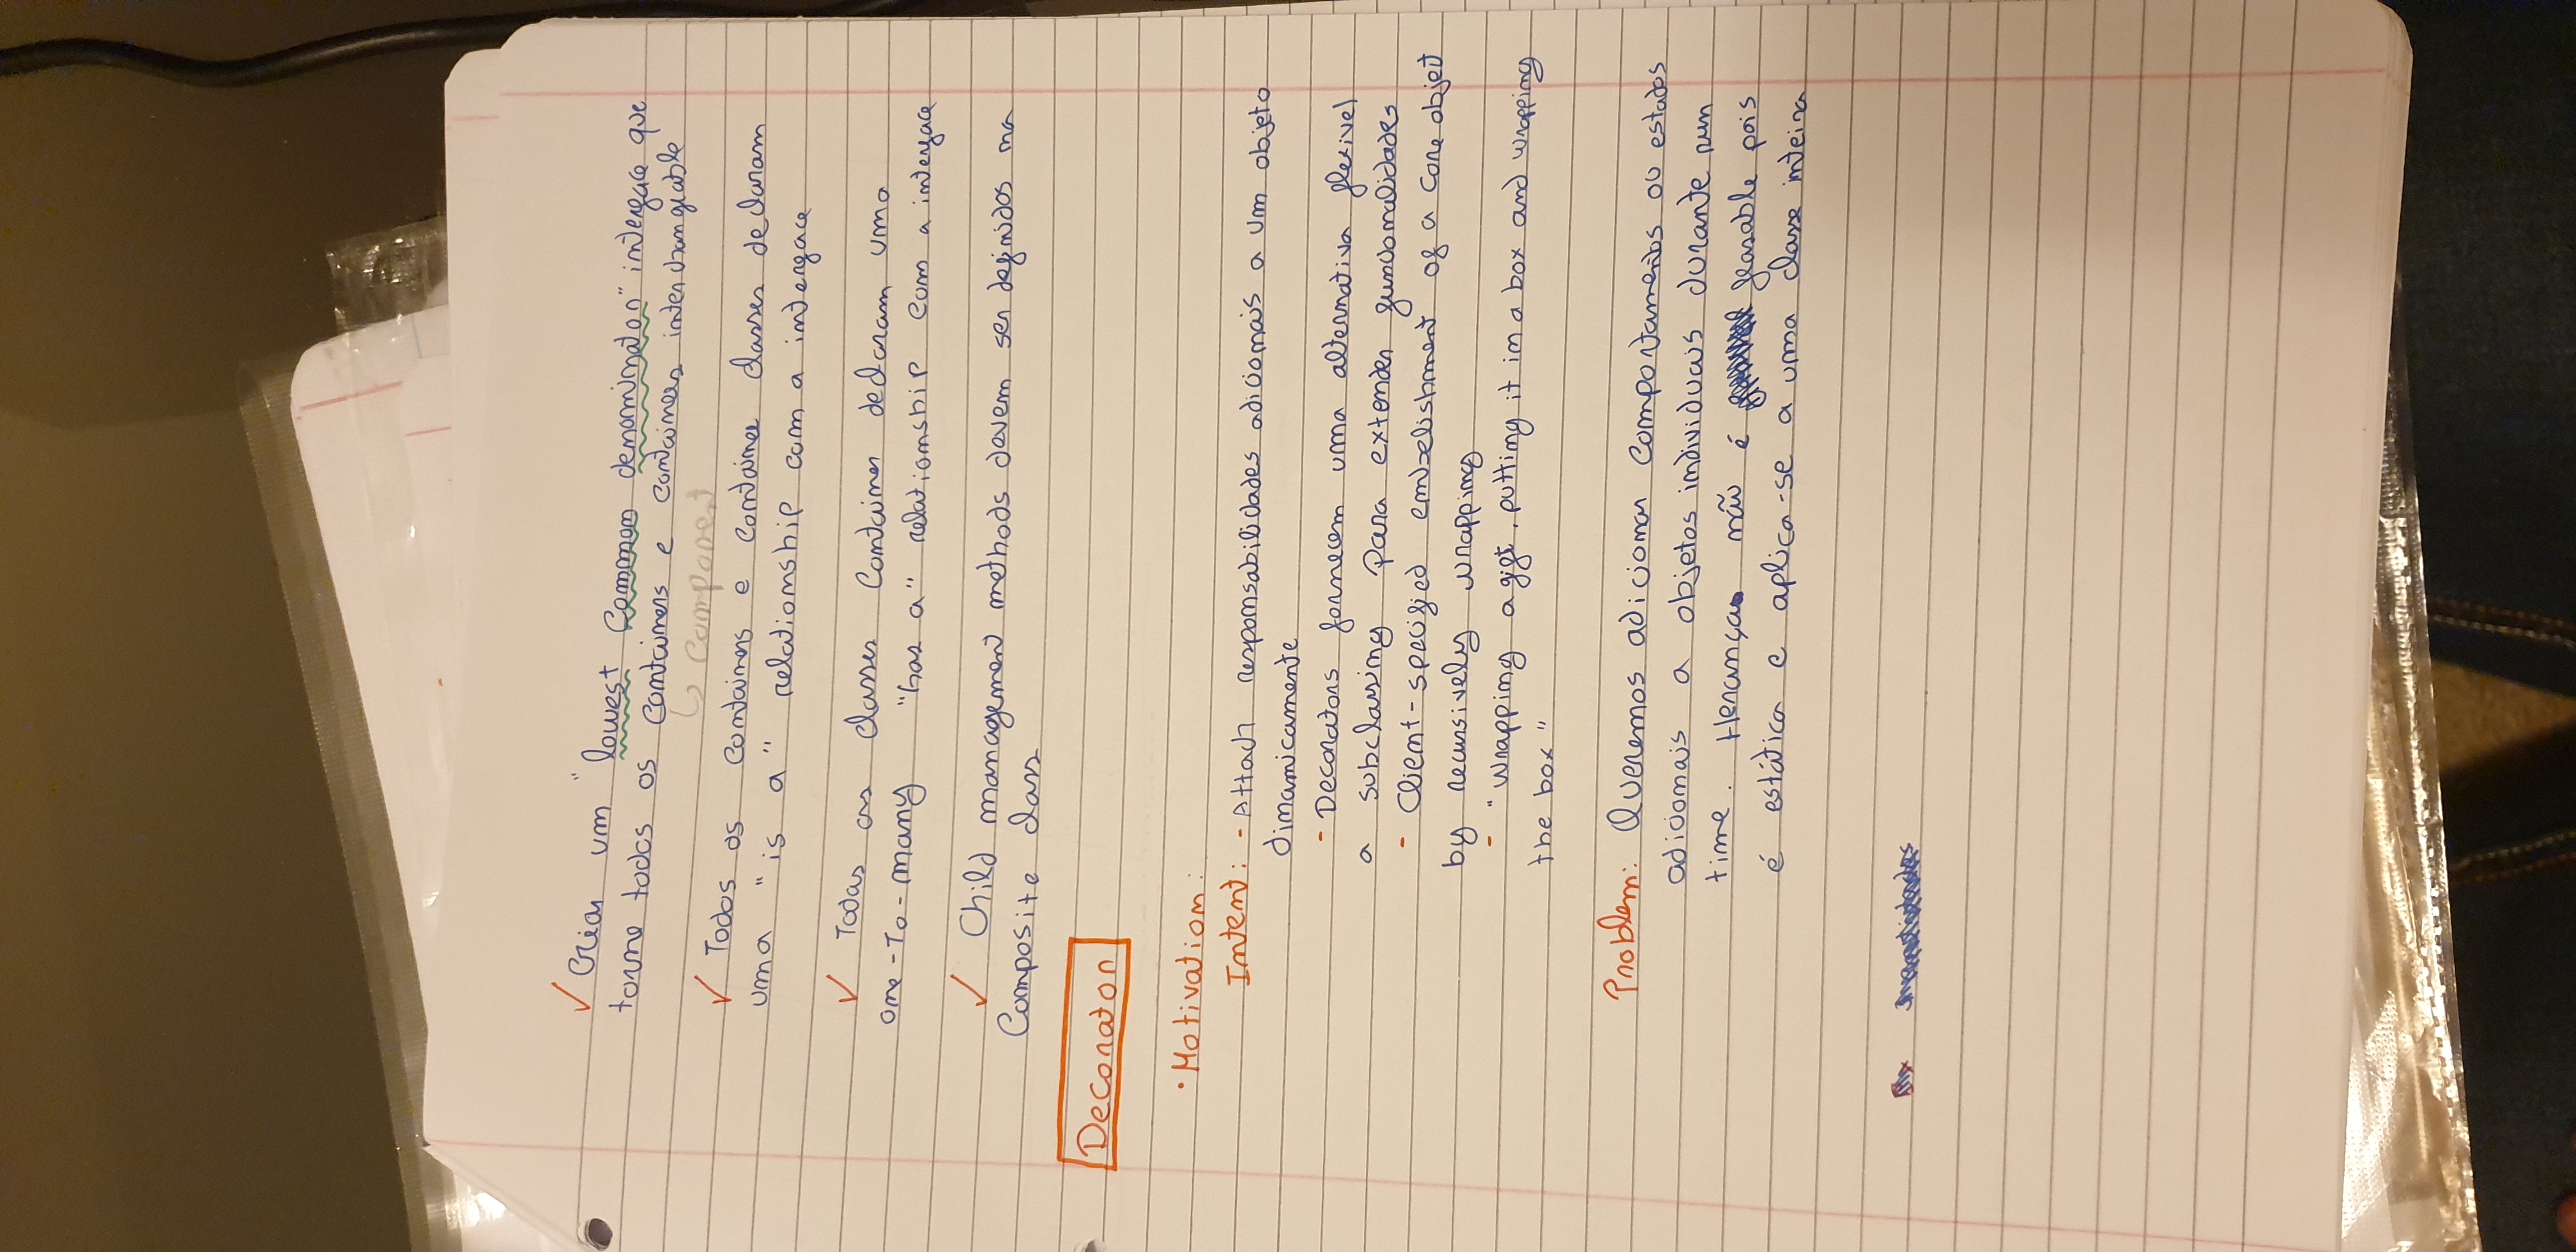 ✓ Criar um "lowest common denominator" interface que
torne todos os containers e containers interchangeable
↳ Component
✓ Todos os containers e container classes declaram
uma "is a" relationship com a interface
✓ Todas as classes Container declaram uma
one-To-many "has a" relationship com a interface
✓ Child management methods devem ser definidos na
Composite class
Decorator
• Motivation:
Intent: - Attach responsabilidades adicionais a um objeto
dinamicamente
- Decorators fornecem uma alternativa flexivel
a subclassing para extender funcionalidades
- Client-specified embelishment of a core object
by recursively wrapping
- "Wrapping a gift, putting it in a box and wrapping
the box"
Problem: Queremos adicionar comportamentos ou estados
adicionais a objetos individuais durante run
time. Herança não é feasable pois
é estática e aplica-se a uma classe inteira